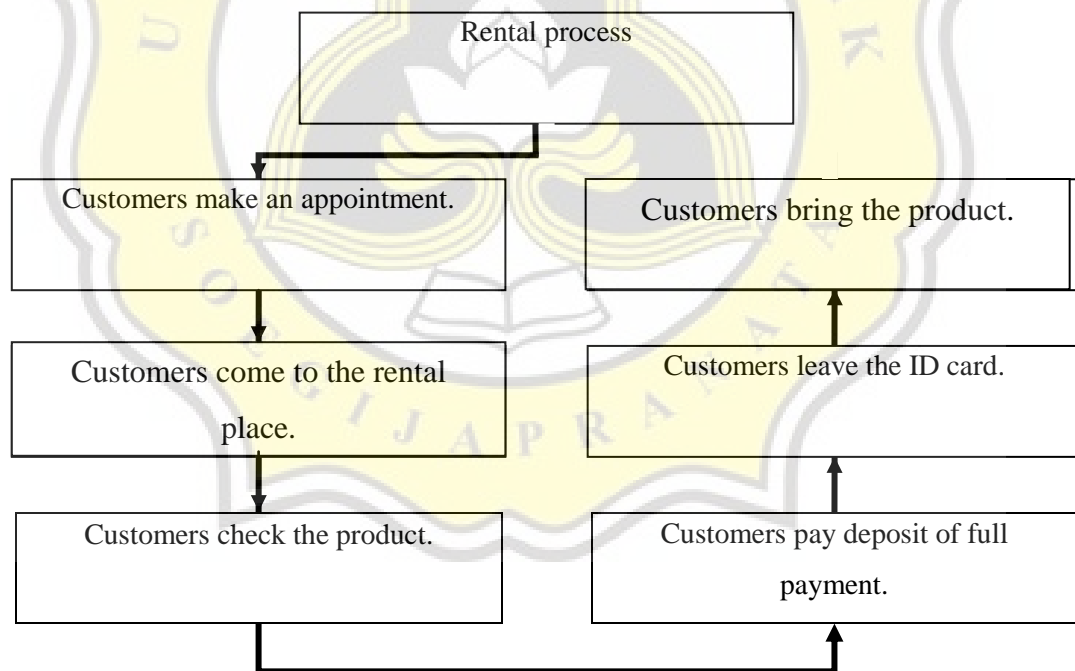 Rental process
Customers make an appointment.
Customers come to the rental
place.
Customers check the product.
Customers pay deposit of full
payment.
Customers leave the ID card.
Customers bring the product.
U
K
SOEGIJAPRANATA